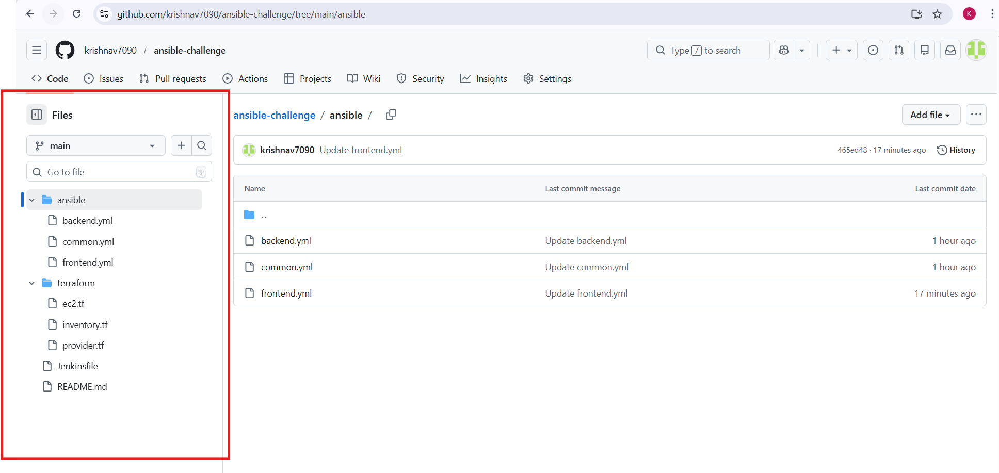 github.com/krishnav7090/ansible-challenge/tree/main/ansible
K
krishnav7090 / ansible-challenge
Type / to search
Code Issues Pull requests Actions Projects Wiki Security Insights Settings
Files
main
Go to file t
ansible
backend.yml
common.yml
frontend.yml
terraform
ec2.tf
inventory.tf
provider.tf
Jenkinsfile
README.md
ansible-challenge / ansible /
Add file
krishnav7090 Update frontend.yml 465ed48 · 17 minutes ago History
Name Last commit message Last commit date
..
backend.yml Update backend.yml 1 hour ago
common.yml Update common.yml 1 hour ago
frontend.yml Update frontend.yml 17 minutes ago